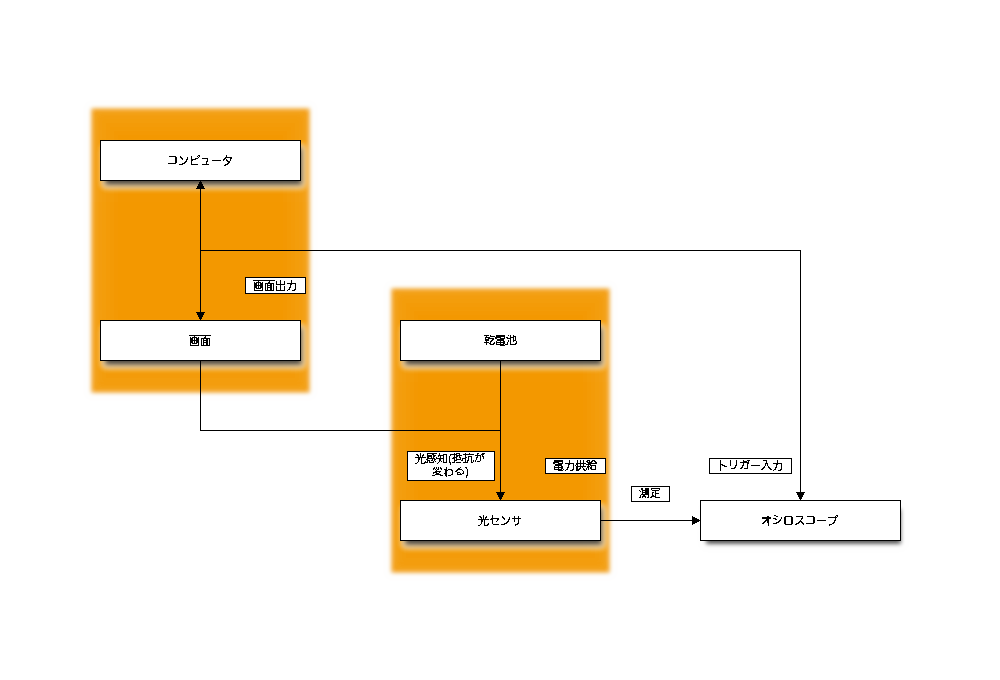 コンピュータ
画面出力
画面
乾電池
光感知(抵抗が
変わる)
電力供給
トリガー入力
測定
光センサ
オシロスコープ